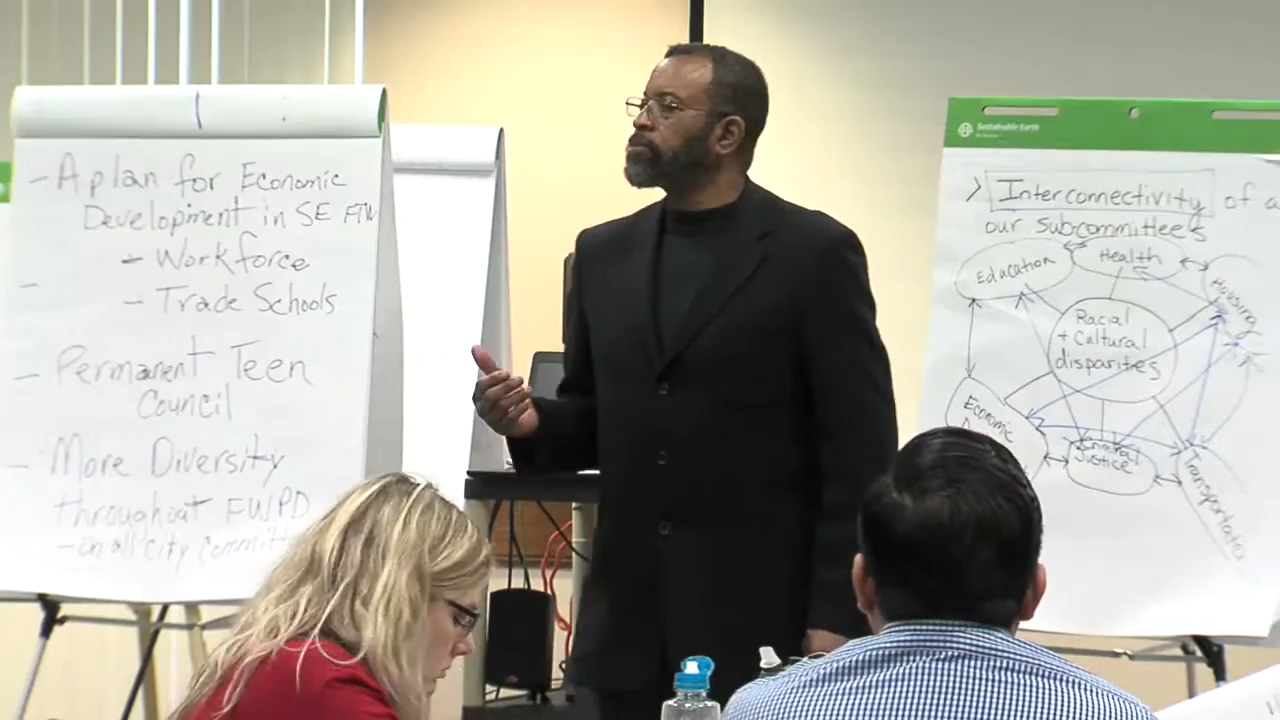 - A plan for Economic
Development in SE FTW
- Workforce
- Trade Schools
- Permanent Teen
Council
- More Diversity
throughout FWPD
- on all city
Sustainable Earth
> Interconnectivity of
our subcommittees
Education
Health
Housing
Racial
+ Cultural
disparities
Economic
Criminal
Justice